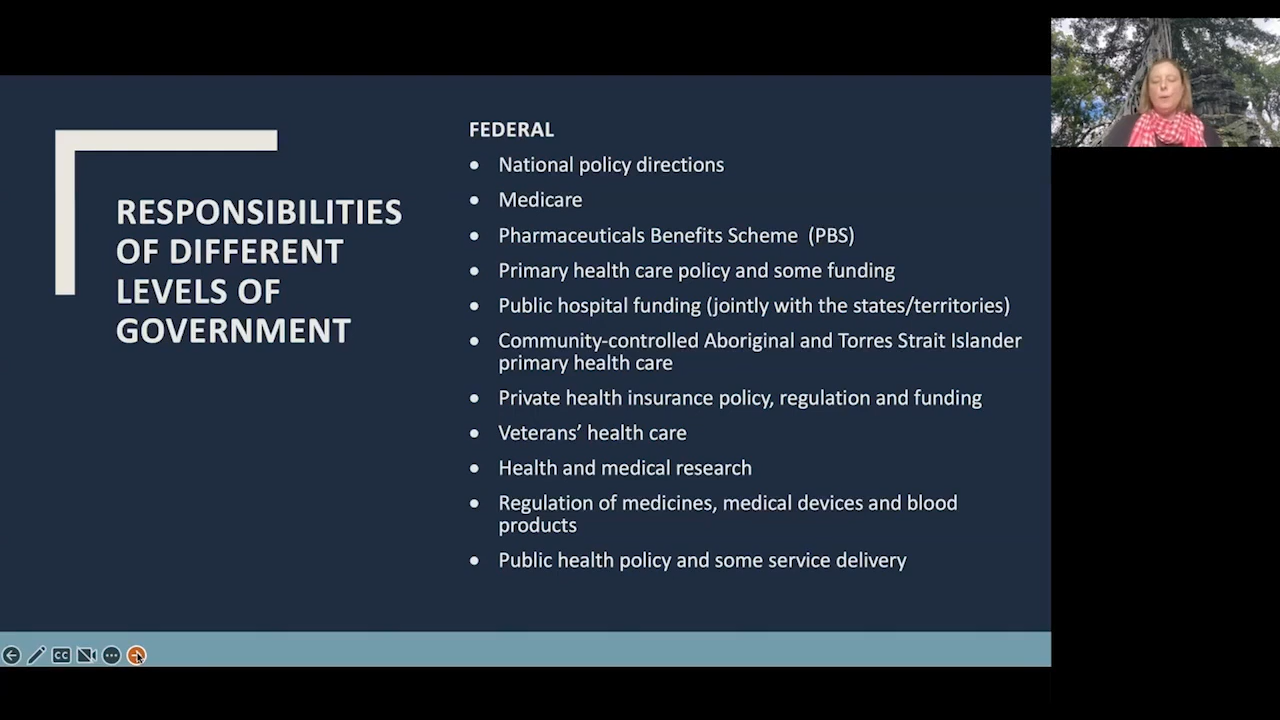 RESPONSIBILITIES
OF DIFFERENT
LEVELS OF
GOVERNMENT
FEDERAL
• National policy directions
• Medicare
• Pharmaceuticals Benefits Scheme (PBS)
• Primary health care policy and some funding
• Public hospital funding (jointly with the states/territories)
• Community-controlled Aboriginal and Torres Strait Islander
primary health care
• Private health insurance policy, regulation and funding
• Veterans’ health care
• Health and medical research
• Regulation of medicines, medical devices and blood
products
• Public health policy and some service delivery
CC